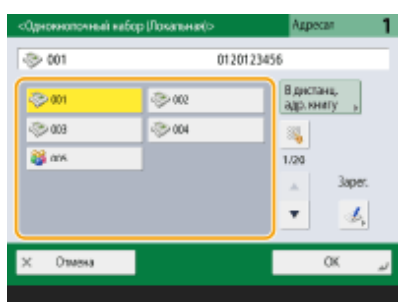 <Однокнопочный набор (Локальная)>
Адресат 1
001 0120123456
001
002
В дистанц.
адр. книгу
003
004
005
1/20
Зарег.
Отмена
OK